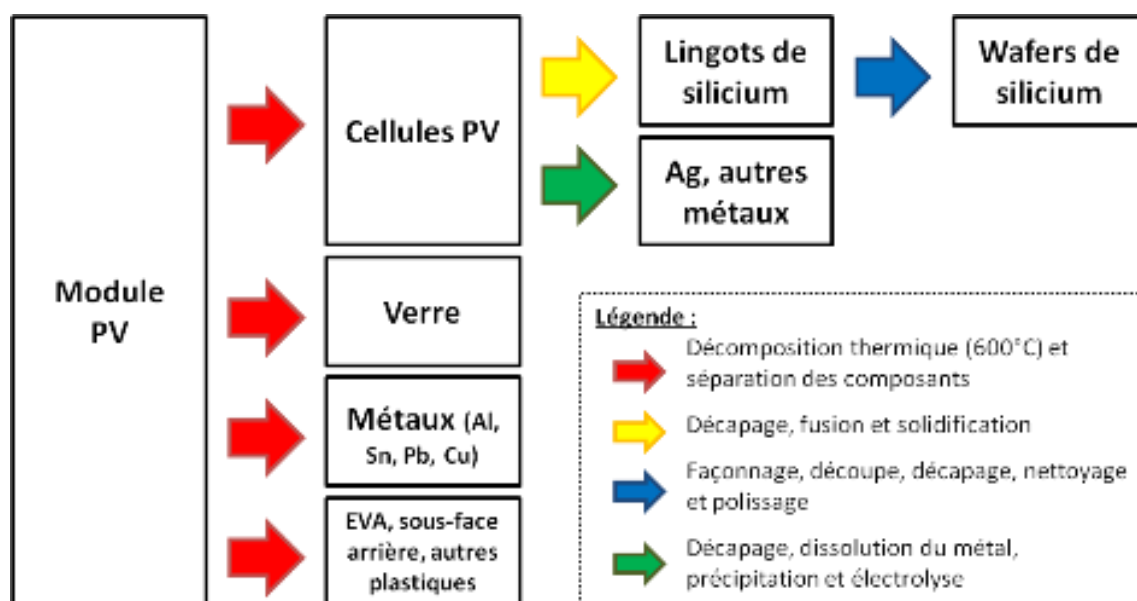 Module
PV
Cellules PV
Lingots de
silicium
Wafers de
silicium
Ag, autres
métaux
Verre
Métaux (Al,
Sn, Pb, Cu)
EVA, sous-face
arrière, autres
plastiques
Légende :
Décomposition thermique (600°C) et
séparation des composants
Décapage, fusion et solidification
Façonnage, découpe, décapage, nettoyage
et polissage
Décapage, dissolution du métal,
précipitation et électrolyse